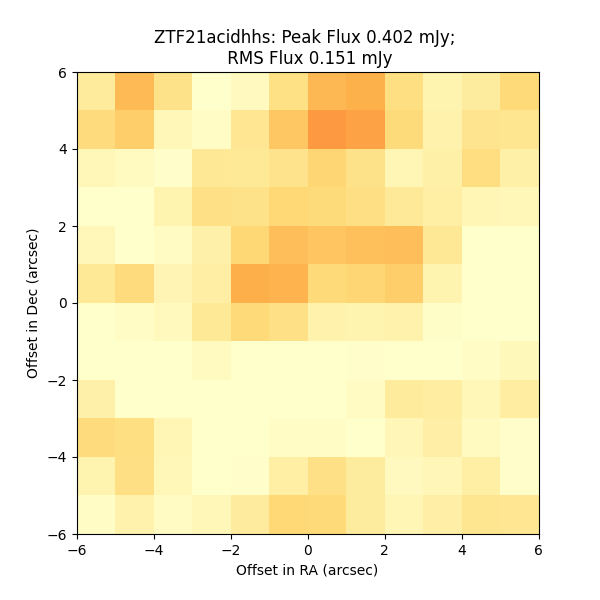 ZTF21acidhhs: Peak Flux 0.402 mJy;
RMS Flux 0.151 mJy
6
4
2
0
−2
−4
−6
Offset in Dec (arcsec)
−6 −4 −2 0 2 4 6
Offset in RA (arcsec)